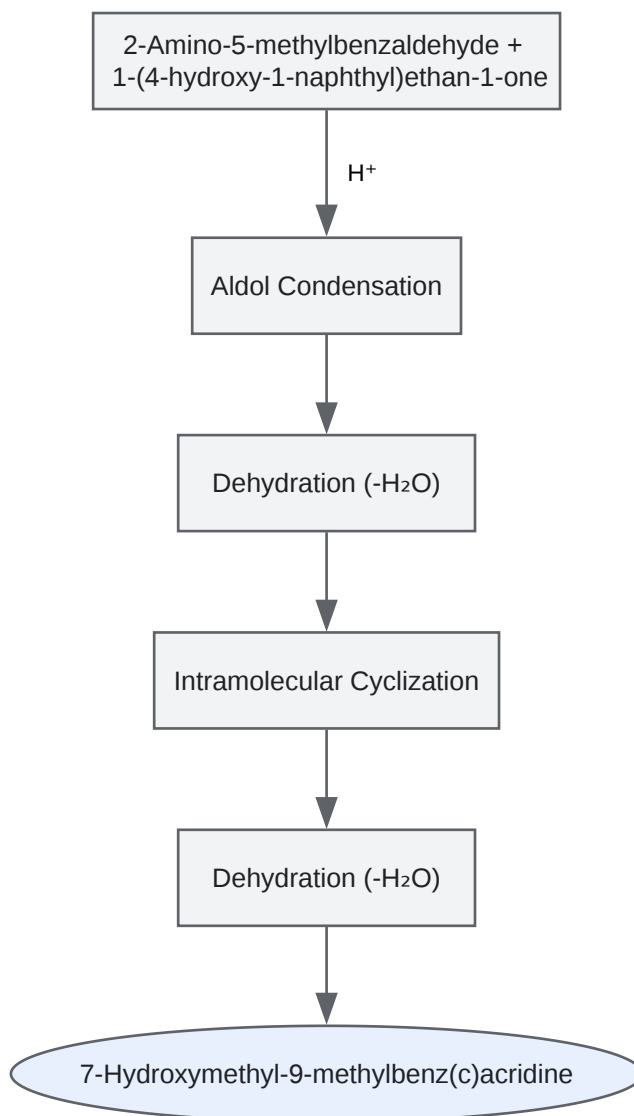 2-Amino-5-methylbenzaldehyde +
1-(4-hydroxy-1-naphthyl)ethan-1-one
H⁺
Aldol Condensation
Dehydration (-H₂O)
Intramolecular Cyclization
Dehydration (-H₂O)
7-Hydroxymethyl-9-methylbenz(c)acridine